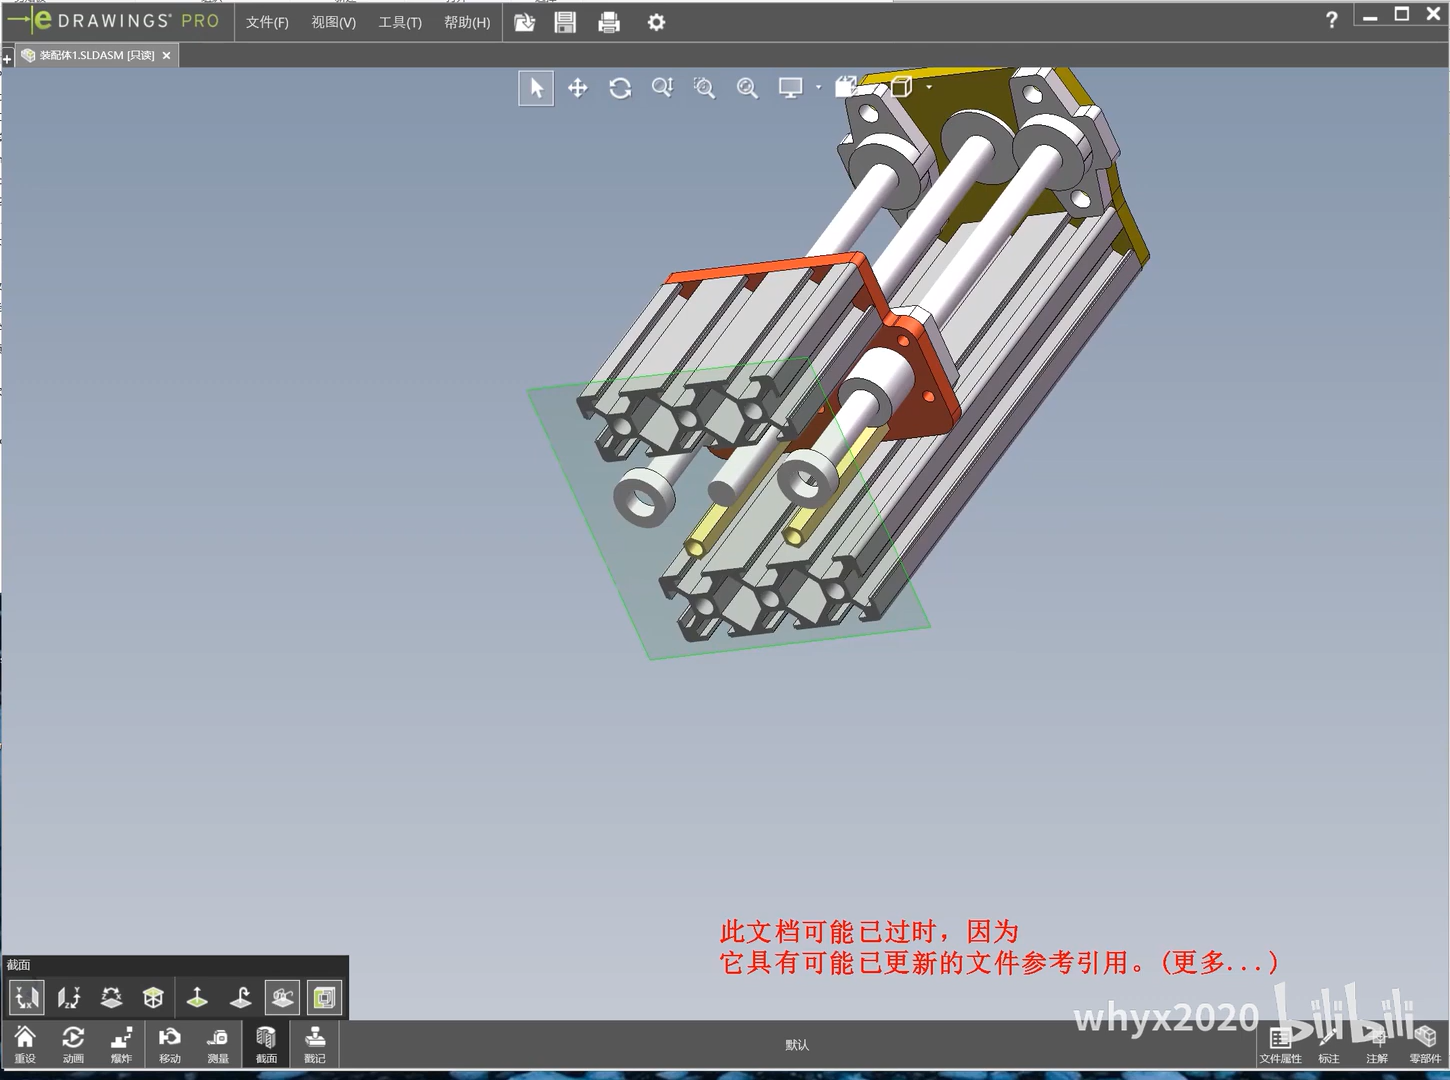 eDRAWINGS® PRO
文件(F) 视图(V) 工具(T) 帮助(H)
?
装配体1.SLDASM [只读]
此文档可能已过时，因为
它具有可能已更新的文件参考引用。(更多...)
截面
whyx2020 bilibili
重设 动画 爆炸 移动 测量 截面 戳记
默认
文件属性 标注 注解 零部件